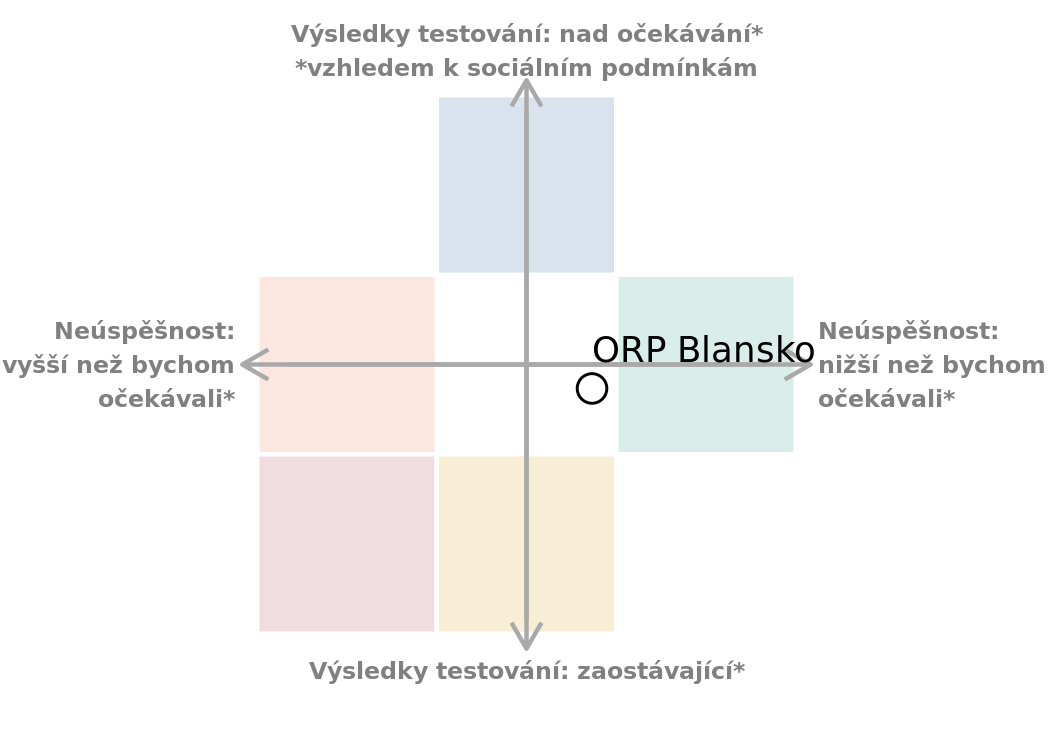 Výsledky testování: nad očekávání*
*vzhledem k sociálním podmínkám
ORP Blansko
Neúspěšnost:
vyšší než bychom
očekávali*
Neúspěšnost:
nižší než bychom
očekávali*
Výsledky testování: zaostávající*